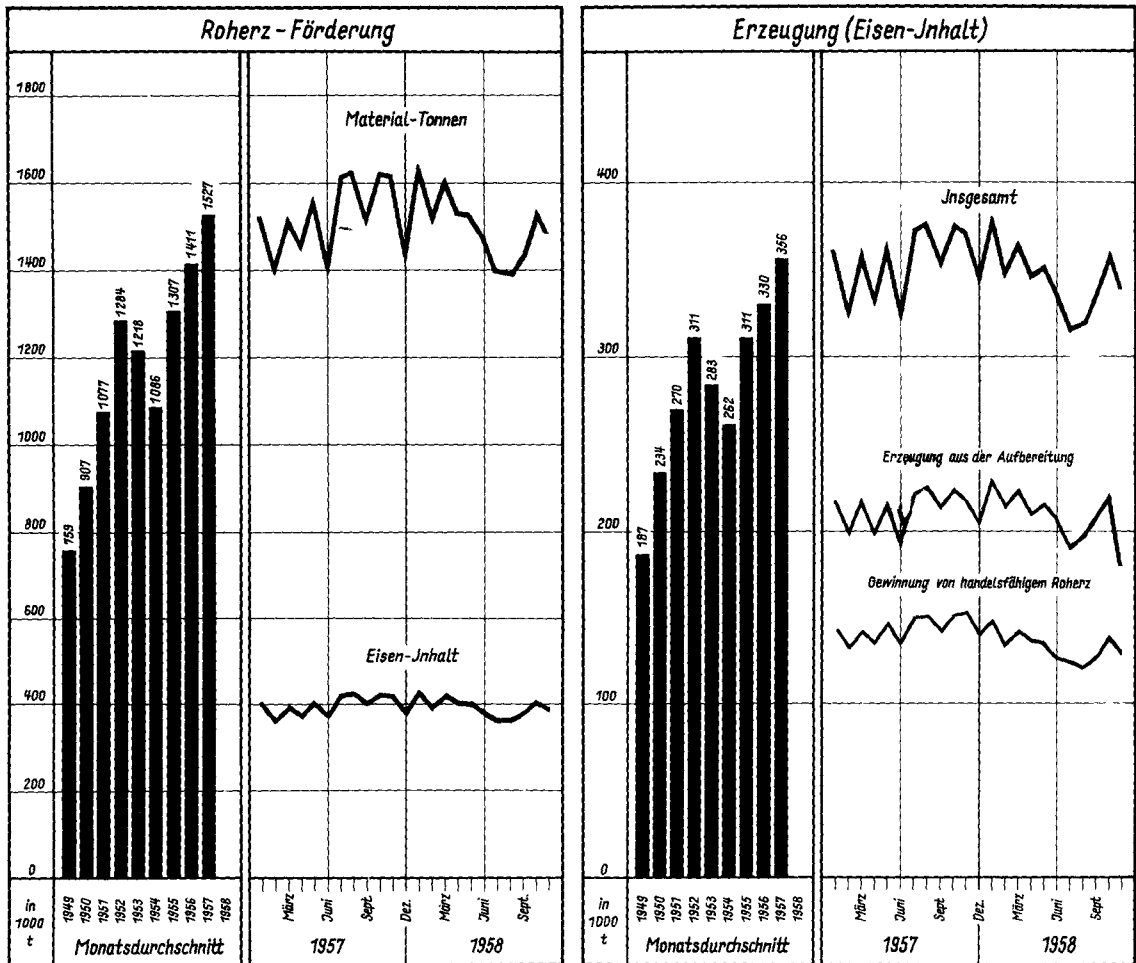 Roherz-Förderung
1800
1600
1400
1200
1000
800
600
400
200
0
in
1000
t
759
907
1077
1284
1218
1086
1307
1411
1527
1949
1950
1951
1952
1953
1954
1955
1956
1957
1958
Monatsdurchschnitt
Material-Tonnen
Eisen-Jnhalt
März
Juni
Sept.
Dez.
März
Juni
Sept.
1957
1958
Erzeugung (Eisen-Jnhalt)
400
300
200
100
0
in
1000
t
187
234
270
311
283
262
311
330
356
1949
1950
1951
1952
1953
1954
1955
1956
1957
1958
Monatsdurchschnitt
Jnsgesamt
Erzeugung aus der Aufbereitung
Gewinnung von handelsfähigem Roherz
März
Juni
Sept.
Dez.
März
Juni
Sept.
1957
1958